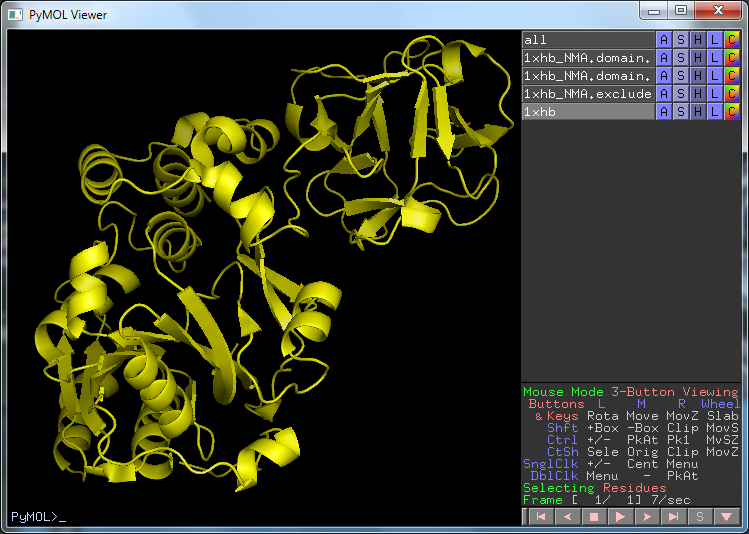 PyMOL Viewer
all A S H L C
1xhb_NMA.domain. A S H L C
1xhb_NMA.domain. A S H L C
1xhb_NMA.exclude A S H L C
1xhb A S H L C
Mouse Mode 3-Button Viewing
Buttons L M R Wheel
& Keys Rota Move MovZ Slab
Shft +Box -Box Clip MovS
Ctrl +/- PkAt Pk1 MvSZ
CtSh Sele Orig Clip MovZ
SnglClk +/- Cent Menu
DblClk Menu - PkAt
Selecting Residues
Frame [ 1/ 1] 7/sec
PyMOL>_
S